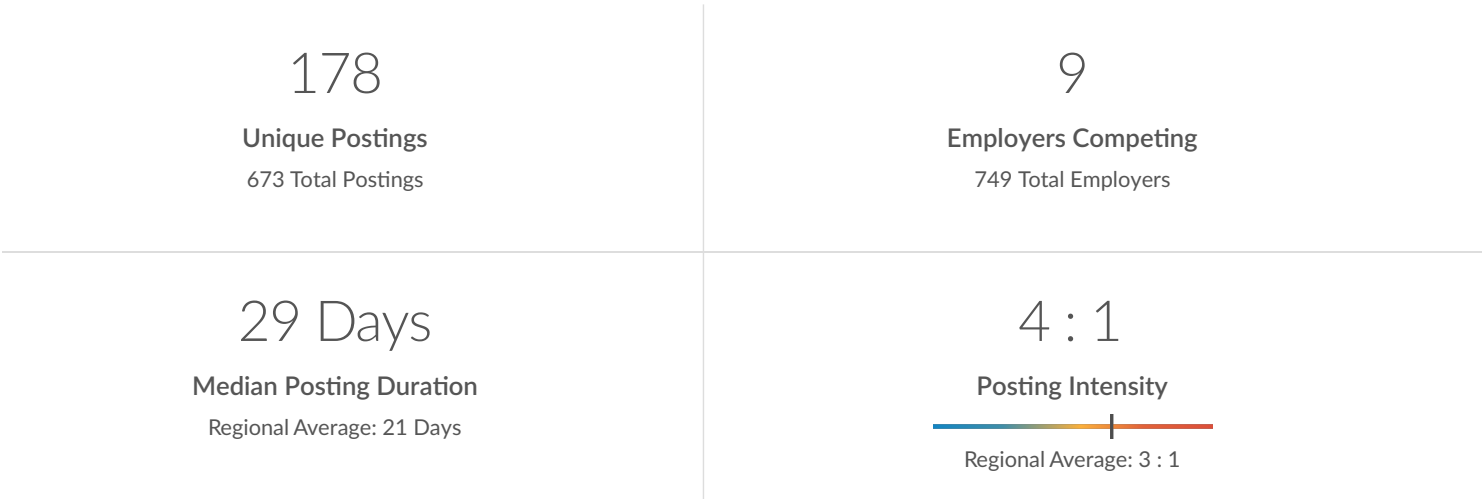 178
Unique Postings
673 Total Postings
9
Employers Competing
749 Total Employers
29 Days
Median Posting Duration
Regional Average: 21 Days
4 : 1
Posting Intensity
Regional Average: 3 : 1